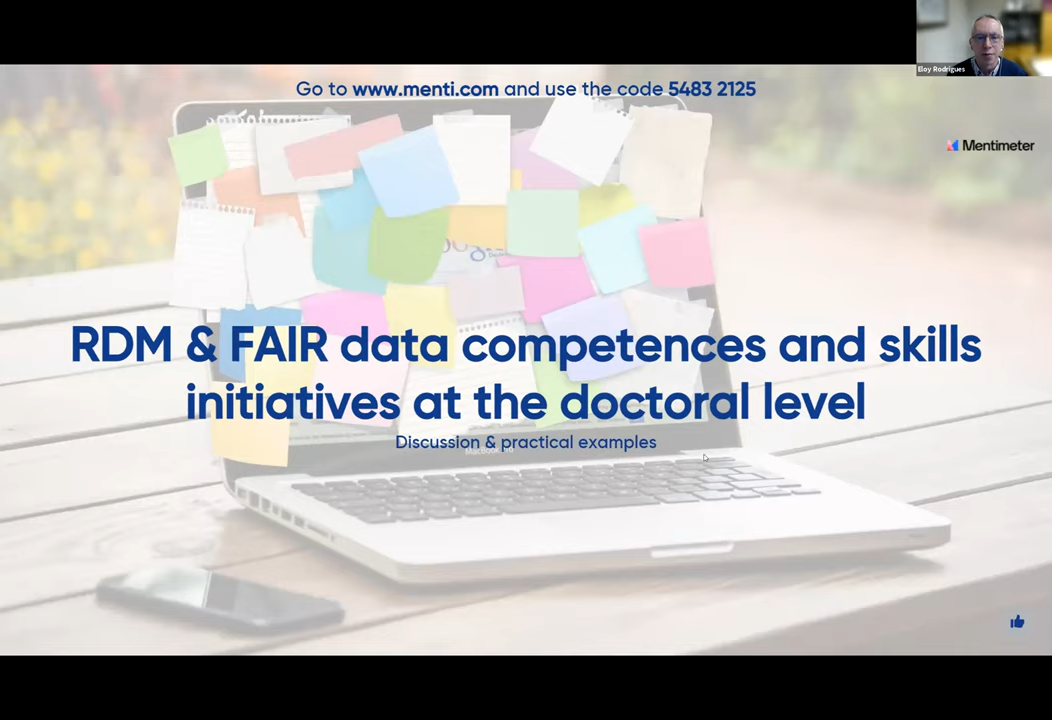 Eloy Rodrigues
Go to www.menti.com and use the code 5483 2125
Mentimeter
RDM & FAIR data competences and skills
initiatives at the doctoral level
Discussion & practical examples